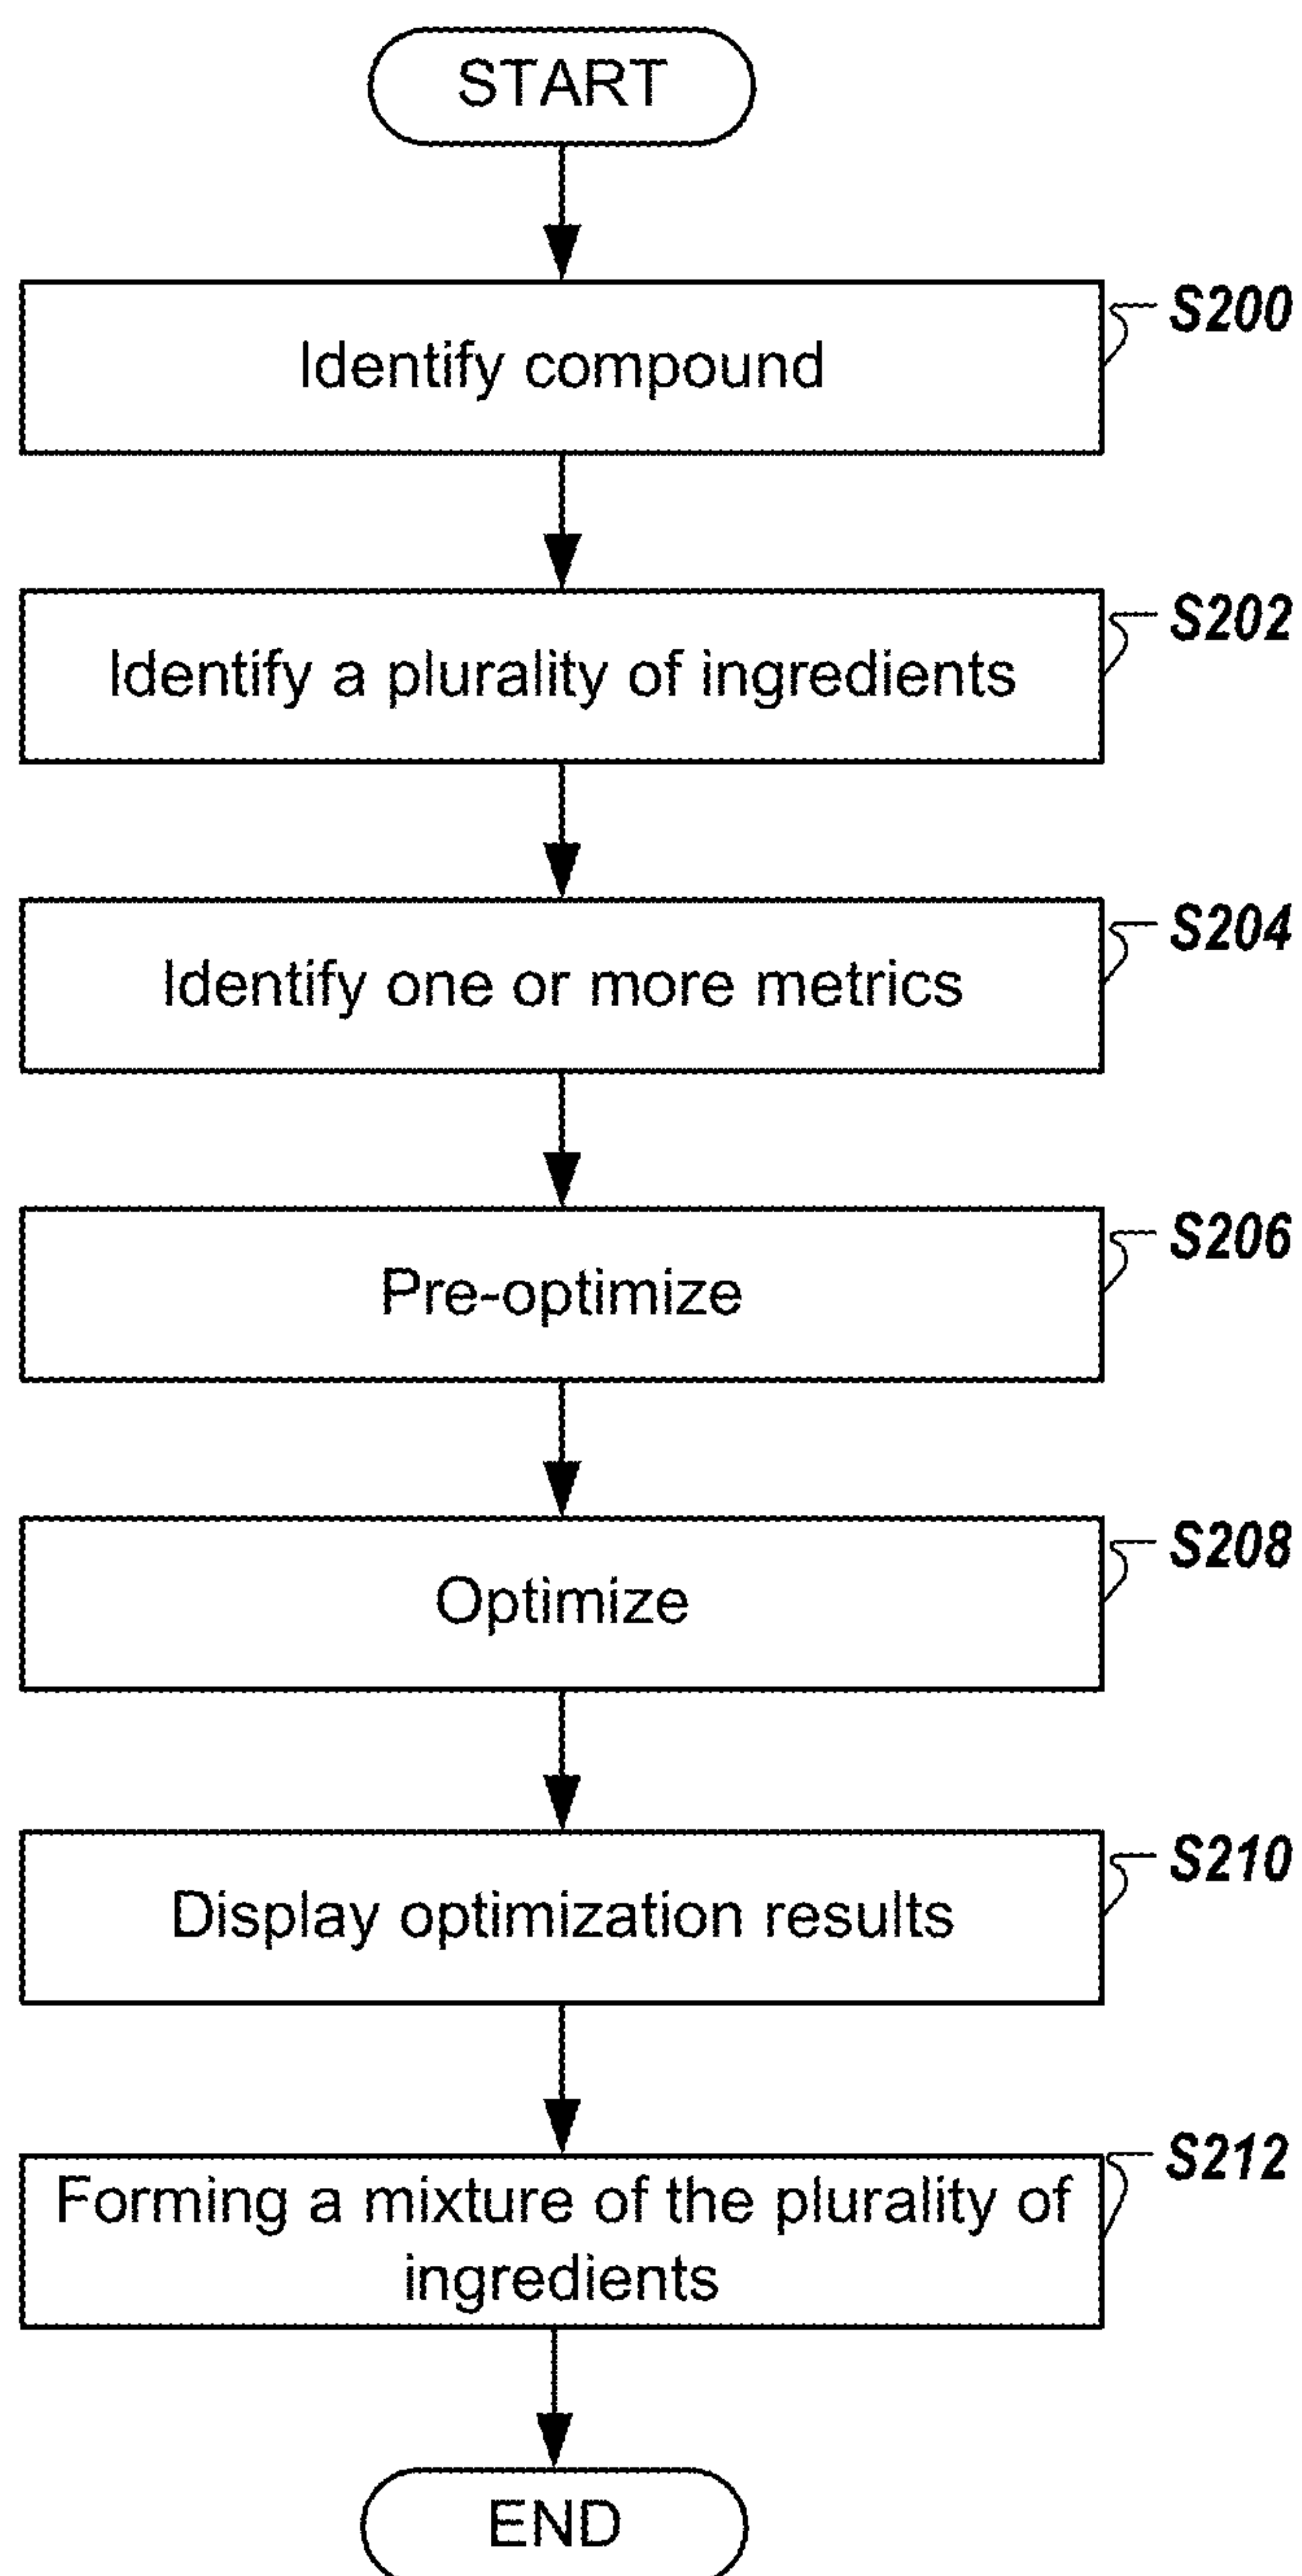 START
Identify compound
S200
Identify a plurality of ingredients
S202
Identify one or more metrics
S204
Pre-optimize
S206
Optimize
S208
Display optimization results
S210
Forming a mixture of the plurality of
ingredients
S212
END